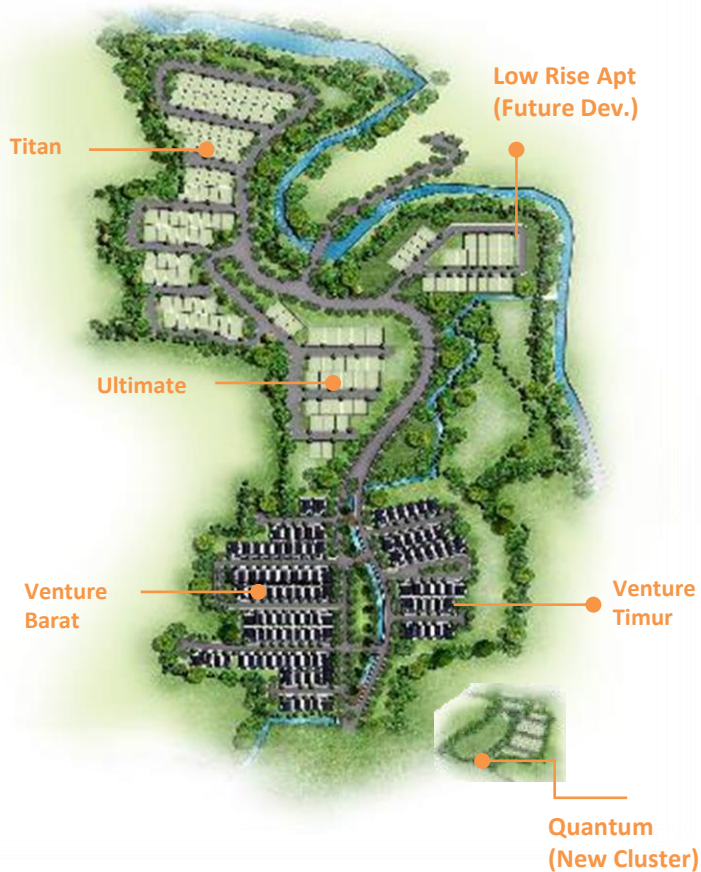 Low Rise Apt
(Future Dev.)
Titan
Ultimate
Venture
Barat
Venture
Timur
Quantum
(New Cluster)